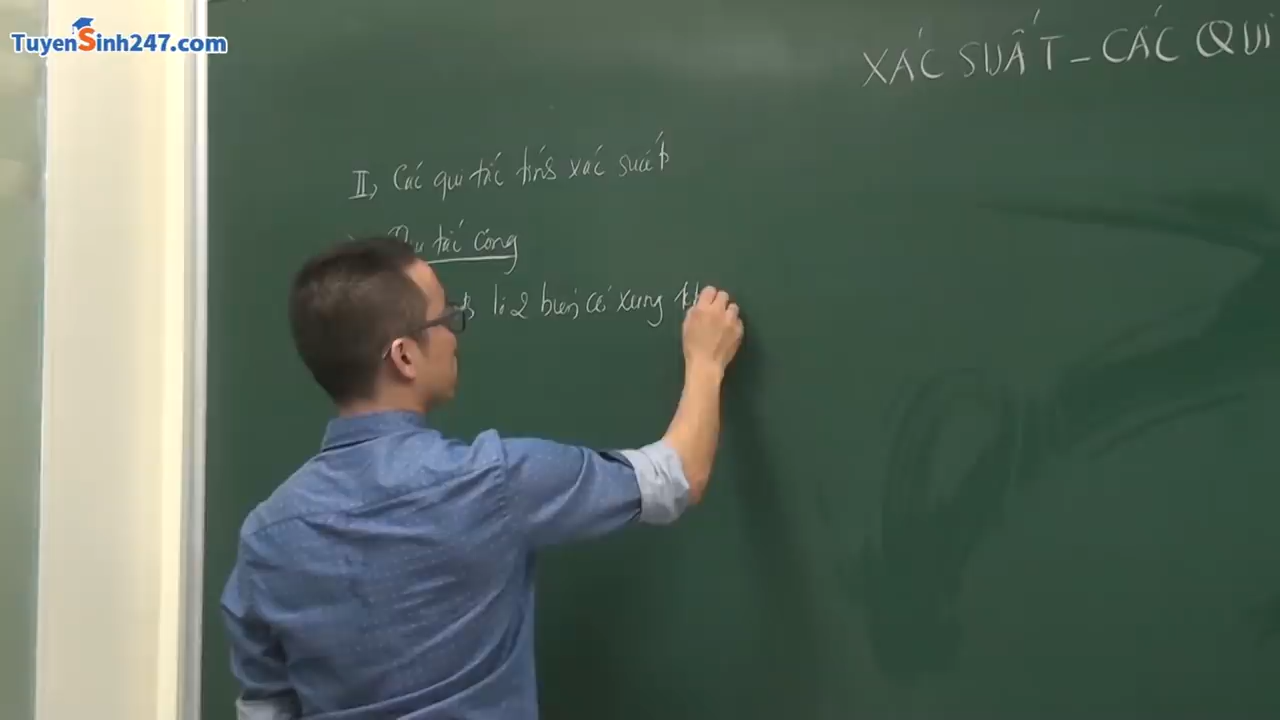 TuyenSinh247.com
XÁC SUẤT - CÁC QUI
II, Các qui tắc tính xác suất
tắc cộng
là 2 biến cố xung